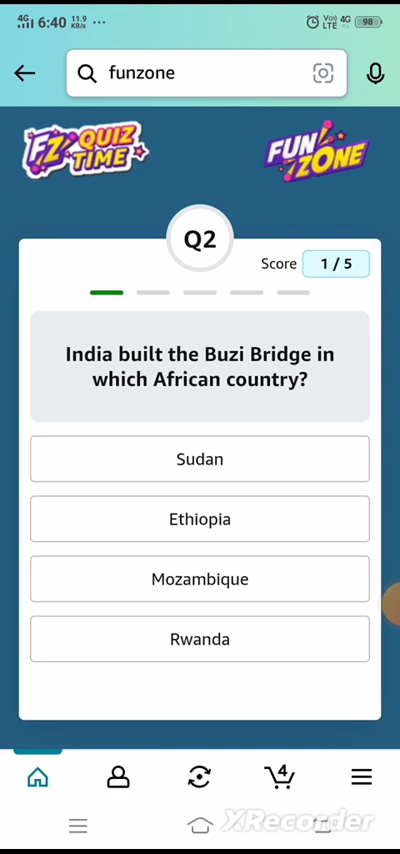 4G 6:40 11.9 KB/s ... Vo) LTE 4G 98
funzone
FZ QUIZ TIME
FUN ZONE
Q2
Score 1 / 5
India built the Buzi Bridge in
which African country?
Sudan
Ethiopia
Mozambique
Rwanda
4
XRecorder